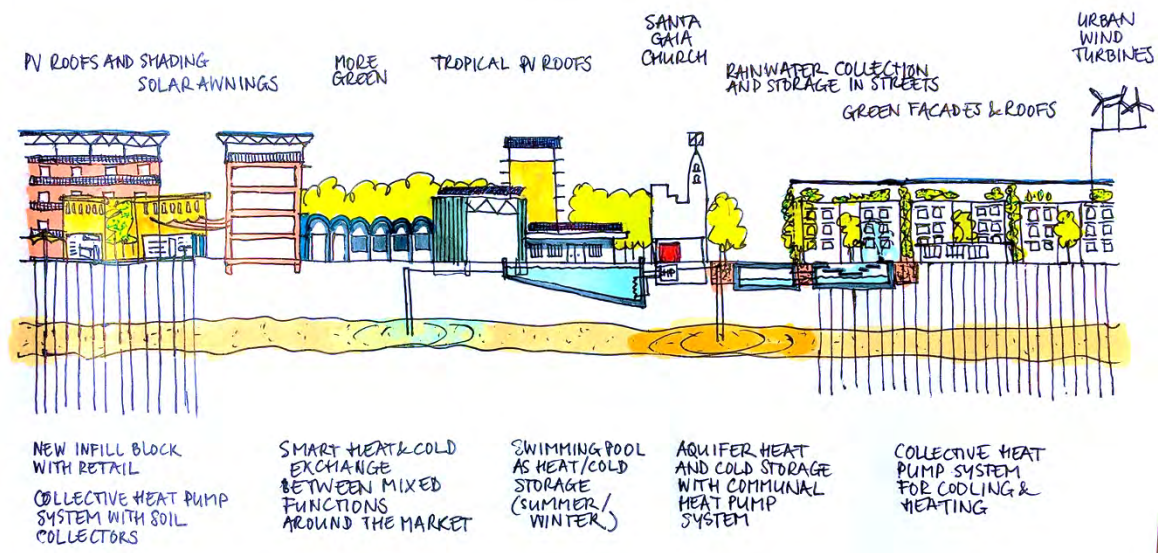 PV ROOFS AND SHADING
SOLAR AWNINGS
MORE
GREEN
TROPICAL PV ROOFS
SANTA
GAIA
CHURCH
RAINWATER COLLECTION
AND STORAGE IN STREETS
GREEN FACADES & ROOFS
URBAN
WIND
TURBINES
HP
NEW INFILL BLOCK
WITH RETAIL
COLLECTIVE HEAT PUMP
SYSTEM WITH SOIL
COLLECTORS
SMART HEAT & COLD
EXCHANGE
BETWEEN MIXED
FUNCTIONS
AROUND THE MARKET
SWIMMING POOL
AS HEAT/COLD
STORAGE
(SUMMER/
WINTER)
AQUIFER HEAT
AND COLD STORAGE
WITH COMMUNAL
HEAT PUMP
SYSTEM
COLLECTIVE HEAT
PUMP SYSTEM
FOR COOLING &
HEATING